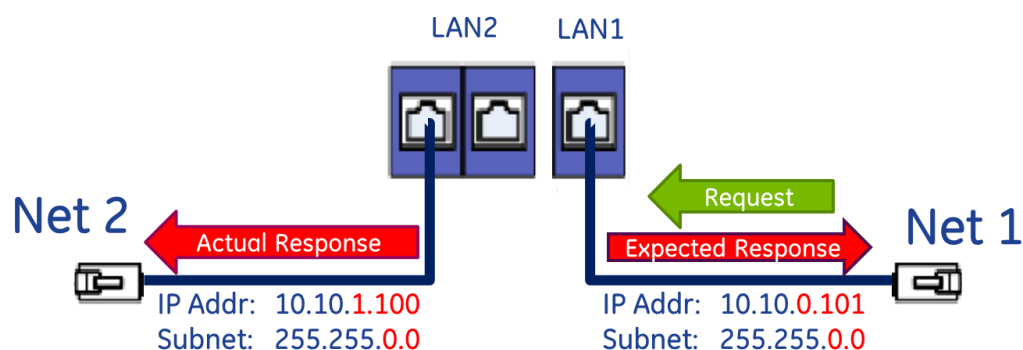 LAN2 LAN1
Request
Net 2 Net 1
Actual Response Expected Response
IP Addr: 10.10.1.100 IP Addr: 10.10.0.101
Subnet: 255.255.0.0 Subnet: 255.255.0.0